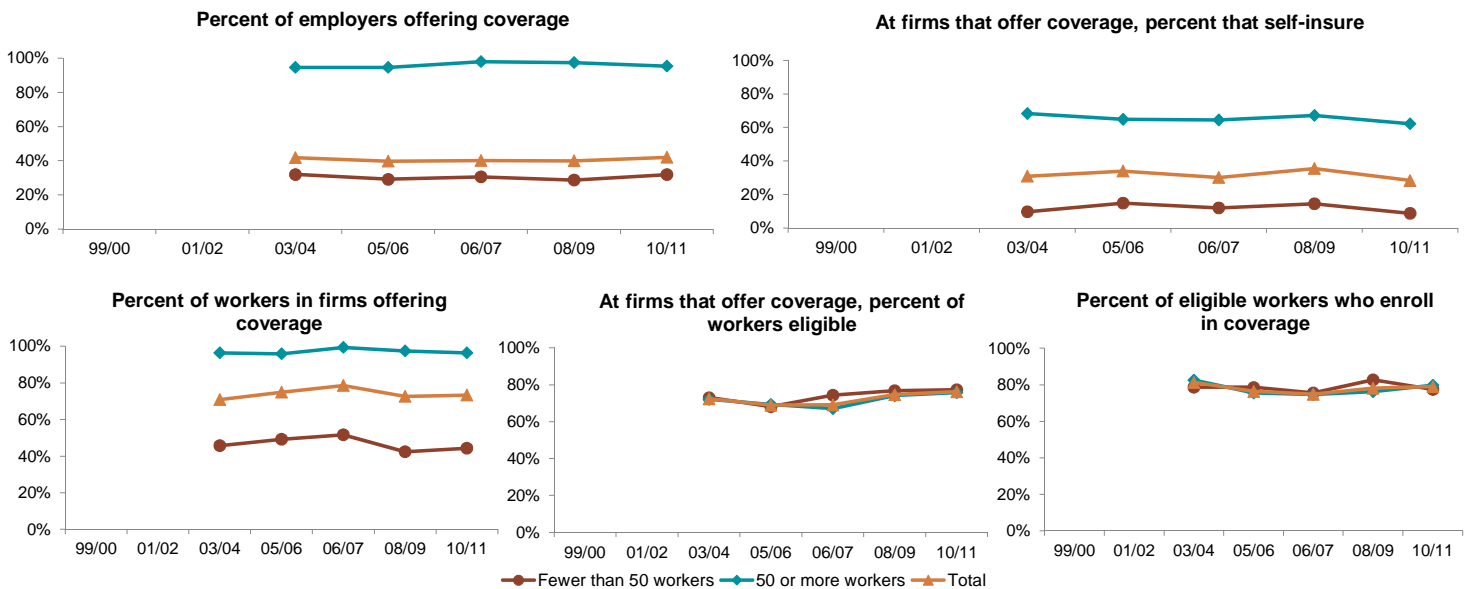 Percent of employers offering coverage
100%
80%
60%
40%
20%
0%
99/00 01/02 03/04 05/06 06/07 08/09 10/11
At firms that offer coverage, percent that self-insure
100%
80%
60%
40%
20%
0%
99/00 01/02 03/04 05/06 06/07 08/09 10/11
Percent of workers in firms offering
coverage
100%
80%
60%
40%
20%
0%
99/00 01/02 03/04 05/06 06/07 08/09 10/11
At firms that offer coverage, percent of
workers eligible
100%
80%
60%
40%
20%
0%
99/00 01/02 03/04 05/06 06/07 08/09 10/11
Percent of eligible workers who enroll
in coverage
100%
80%
60%
40%
20%
0%
99/00 01/02 03/04 05/06 06/07 08/09 10/11
Fewer than 50 workers 50 or more workers Total